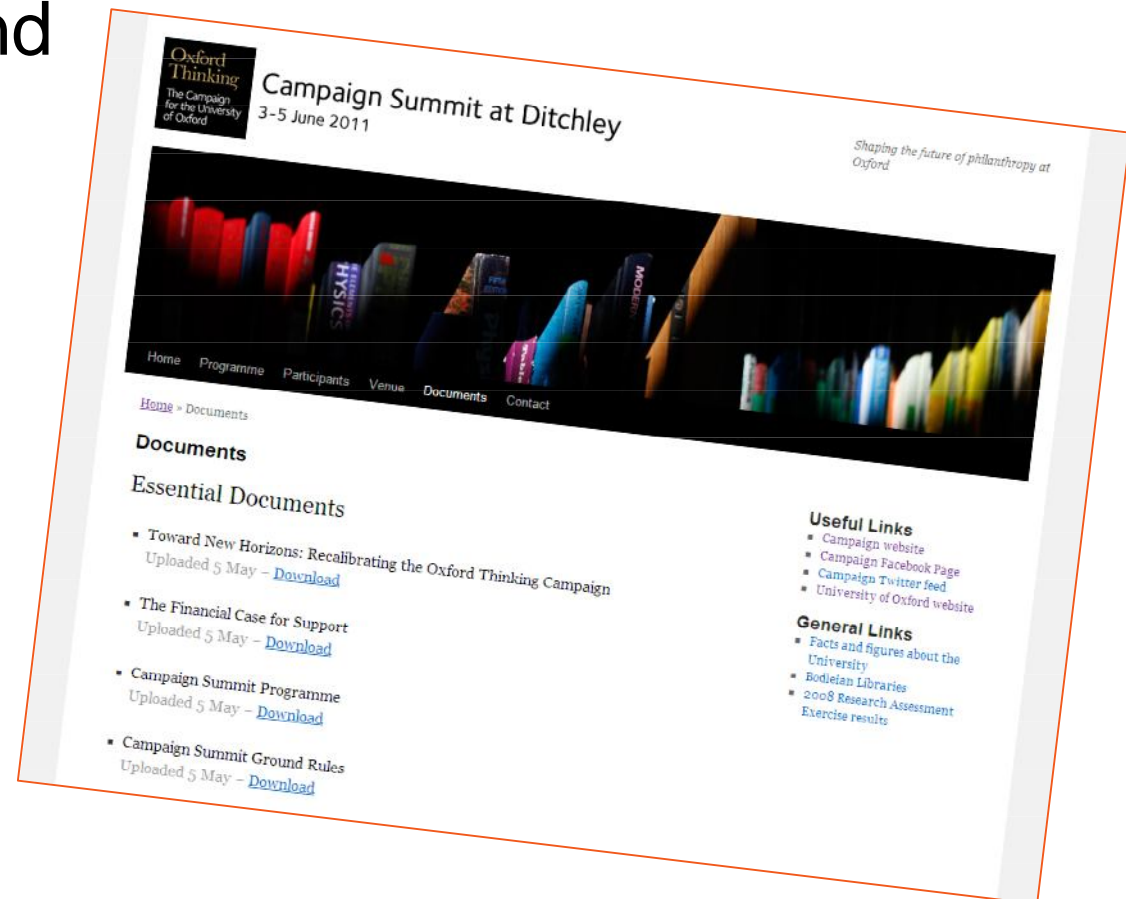 nd
Oxford
Thinking
The Campaign
for the University
of Oxford
Campaign Summit at Ditchley
3-5 June 2011
Shaping the future of philanthropy at
Oxford
HYSICS
MODERN
Home Programme Participants Venue Documents Contact
Home » Documents
Documents
Essential Documents
Toward New Horizons: Recalibrating the Oxford Thinking Campaign
Uploaded 5 May – Download
The Financial Case for Support
Uploaded 5 May – Download
Campaign Summit Programme
Uploaded 5 May – Download
Campaign Summit Ground Rules
Uploaded 5 May – Download
Useful Links
Campaign website
Campaign Facebook Page
Campaign Twitter feed
University of Oxford website
General Links
Facts and figures about the
University
Bodleian Libraries
2008 Research Assessment
Exercise results